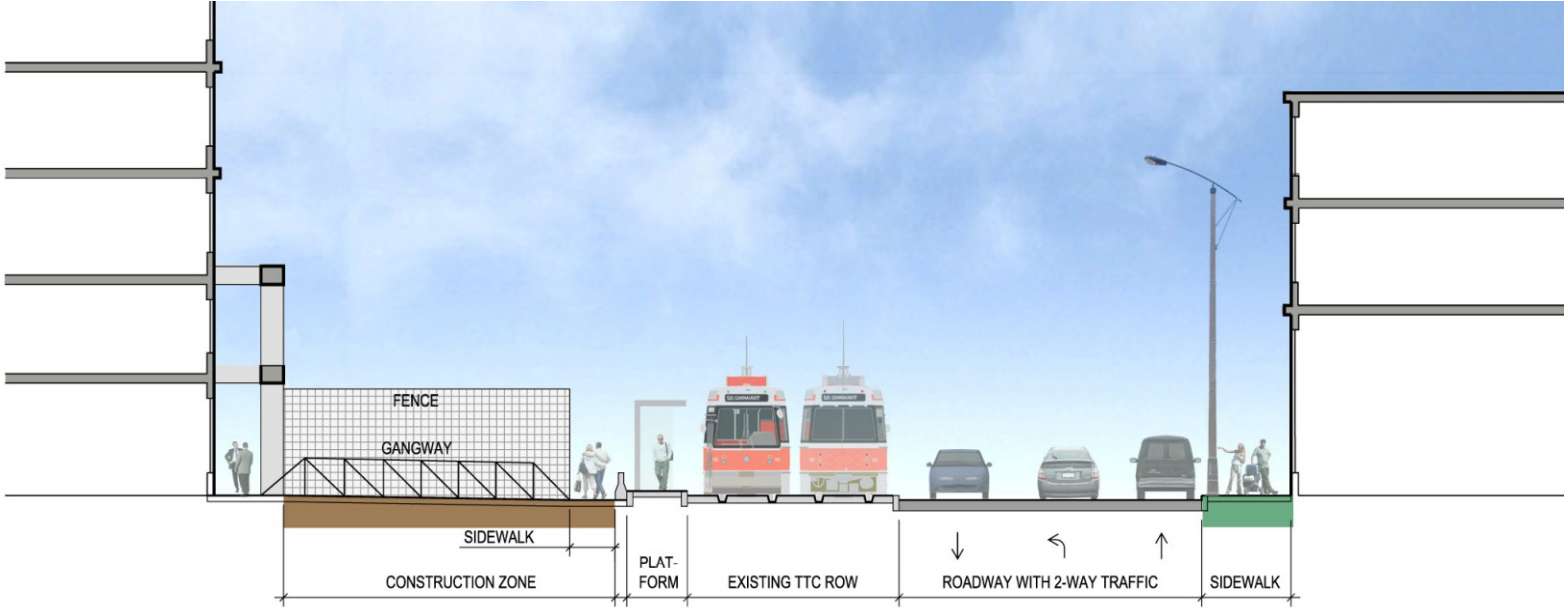 FENCE
GANGWAY
SIDEWALK
CONSTRUCTION ZONE
PLAT-
FORM
EXISTING TTC ROW
ROADWAY WITH 2-WAY TRAFFIC
SIDEWALK